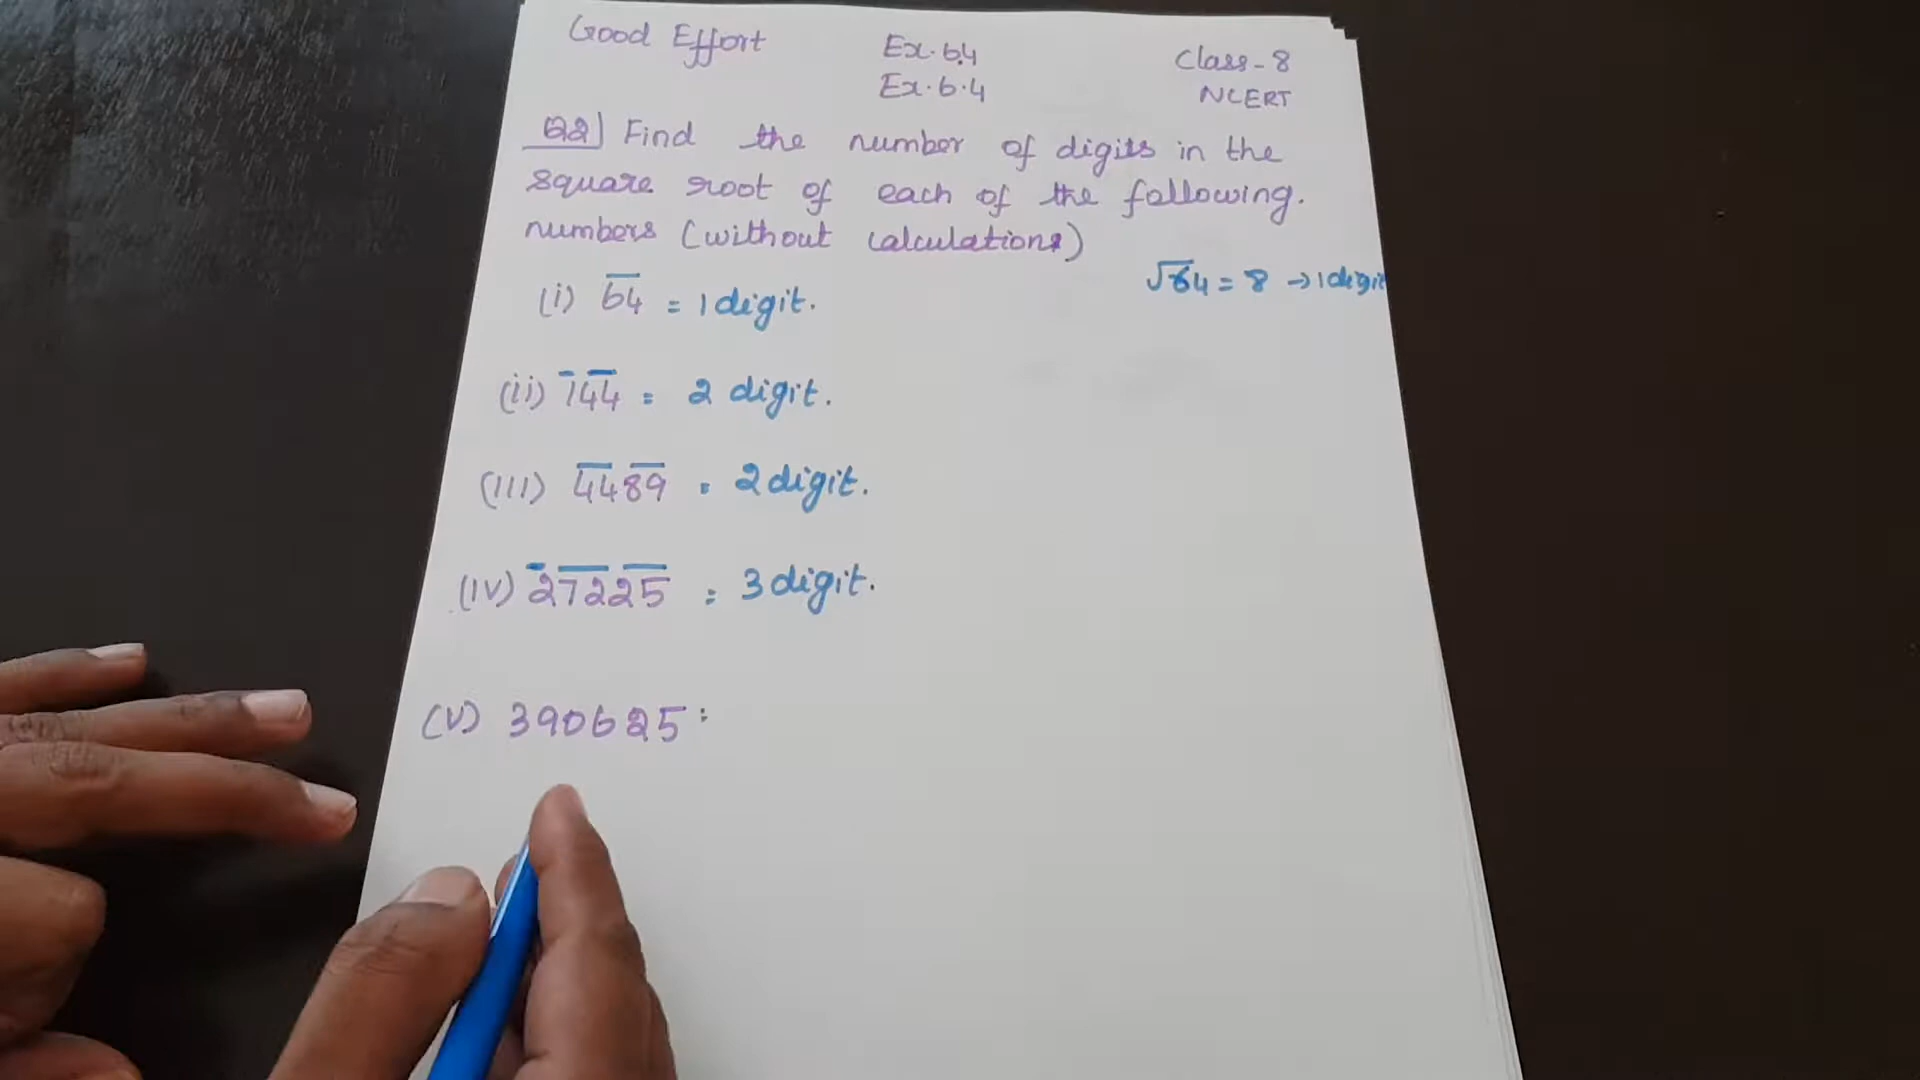 Good Effort
Ex. 6.4
Ex. 6.4
Class-8
NCERT
Q2) Find the number of digits in the
square root of each of the following.
numbers (without calculations)
√64 = 8 → 1 digit
(i) 64 = 1 digit.
(ii) 144 = 2 digit.
(III) 4489 = 2 digit.
(IV) 27225 = 3 digit.
(V) 390625 :